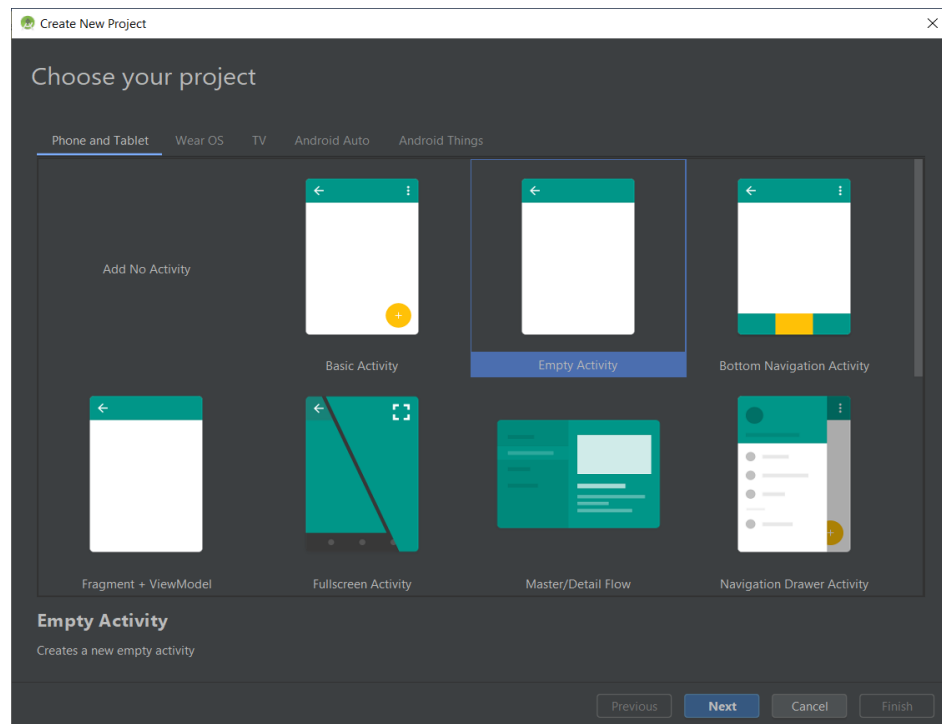 Create New Project
Choose your project
Phone and Tablet Wear OS TV Android Auto Android Things
Add No Activity
Basic Activity Empty Activity Bottom Navigation Activity
Fragment + ViewModel Fullscreen Activity Master/Detail Flow Navigation Drawer Activity
Empty Activity
Creates a new empty activity
Previous Next Cancel Finish